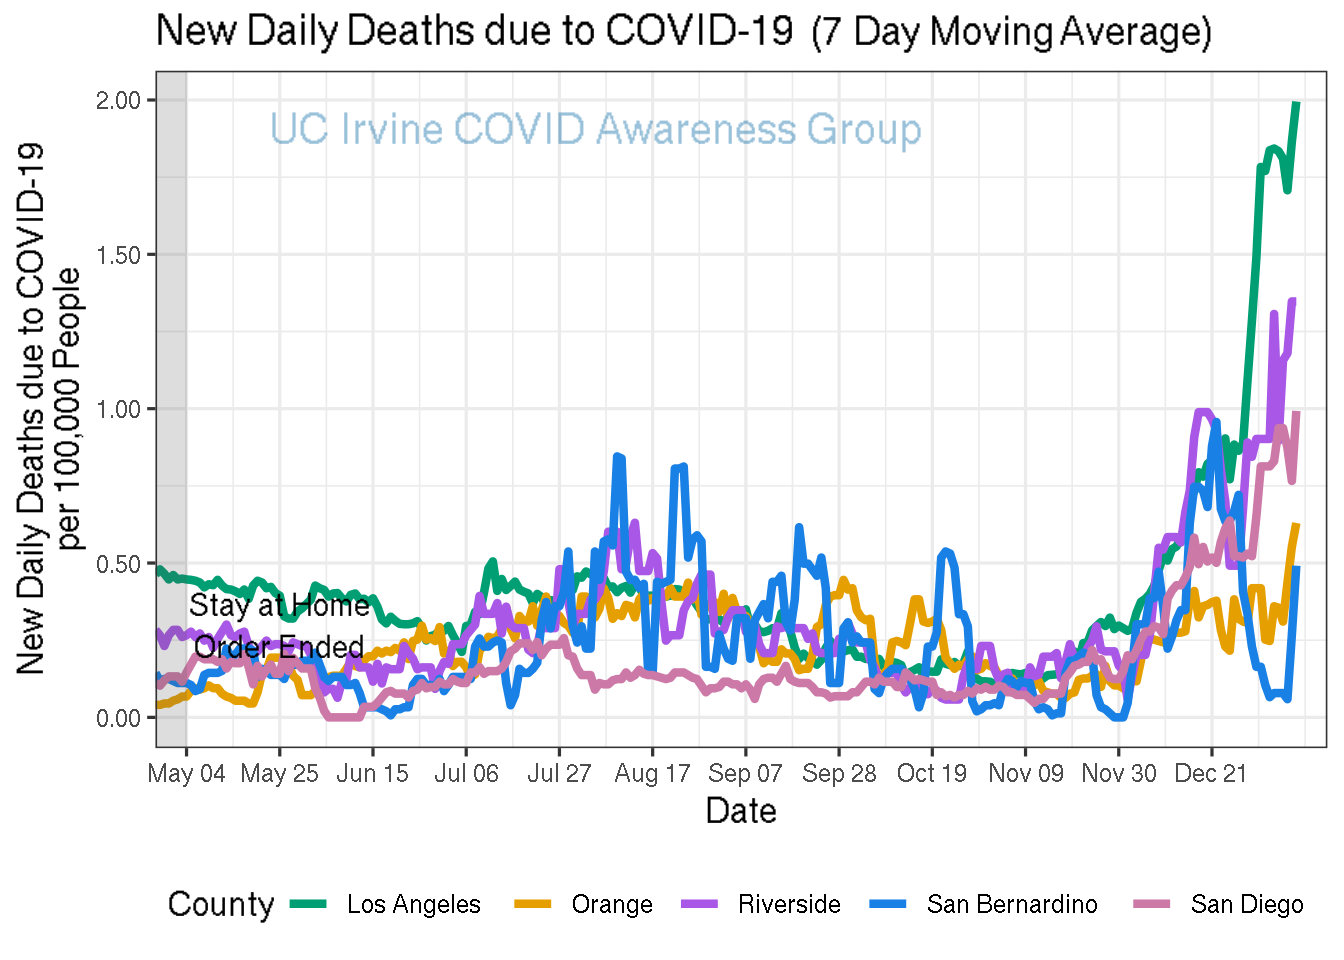 New Daily Deaths due to COVID-19 (7 Day Moving Average)
UC Irvine COVID Awareness Group
New Daily Deaths due to COVID-19
per 100,000 People
2.00
1.50
1.00
0.50
0.00
Stay at Home
Order Ended
May 04 May 25 Jun 15 Jul 06 Jul 27 Aug 17 Sep 07 Sep 28 Oct 19 Nov 09 Nov 30 Dec 21
Date
County Los Angeles Orange Riverside San Bernardino San Diego